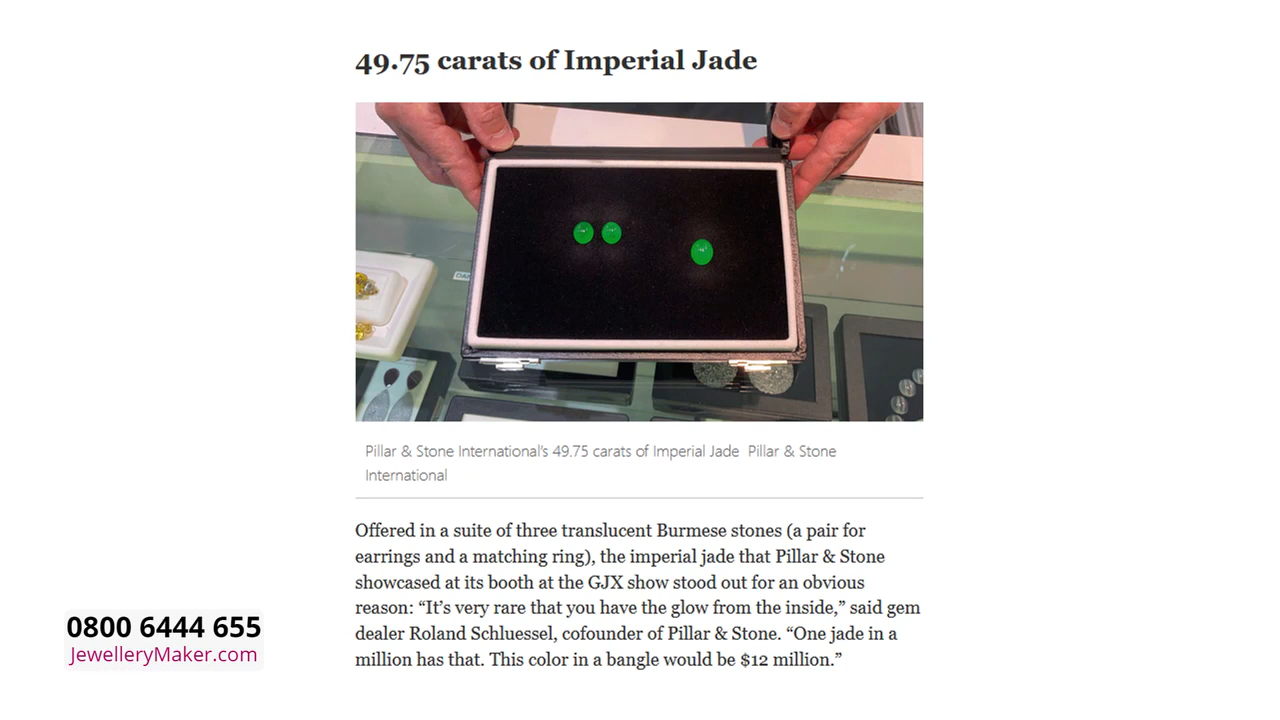 49.75 carats of Imperial Jade
Pillar & Stone International's 49.75 carats of Imperial Jade  Pillar & Stone
International
Offered in a suite of three translucent Burmese stones (a pair for
earrings and a matching ring), the imperial jade that Pillar & Stone
showcased at its booth at the GJX show stood out for an obvious
reason: “It’s very rare that you have the glow from the inside,” said gem
dealer Roland Schluessel, cofounder of Pillar & Stone. “One jade in a
million has that. This color in a bangle would be $12 million.”
0800 6444 655
JewelleryMaker.com